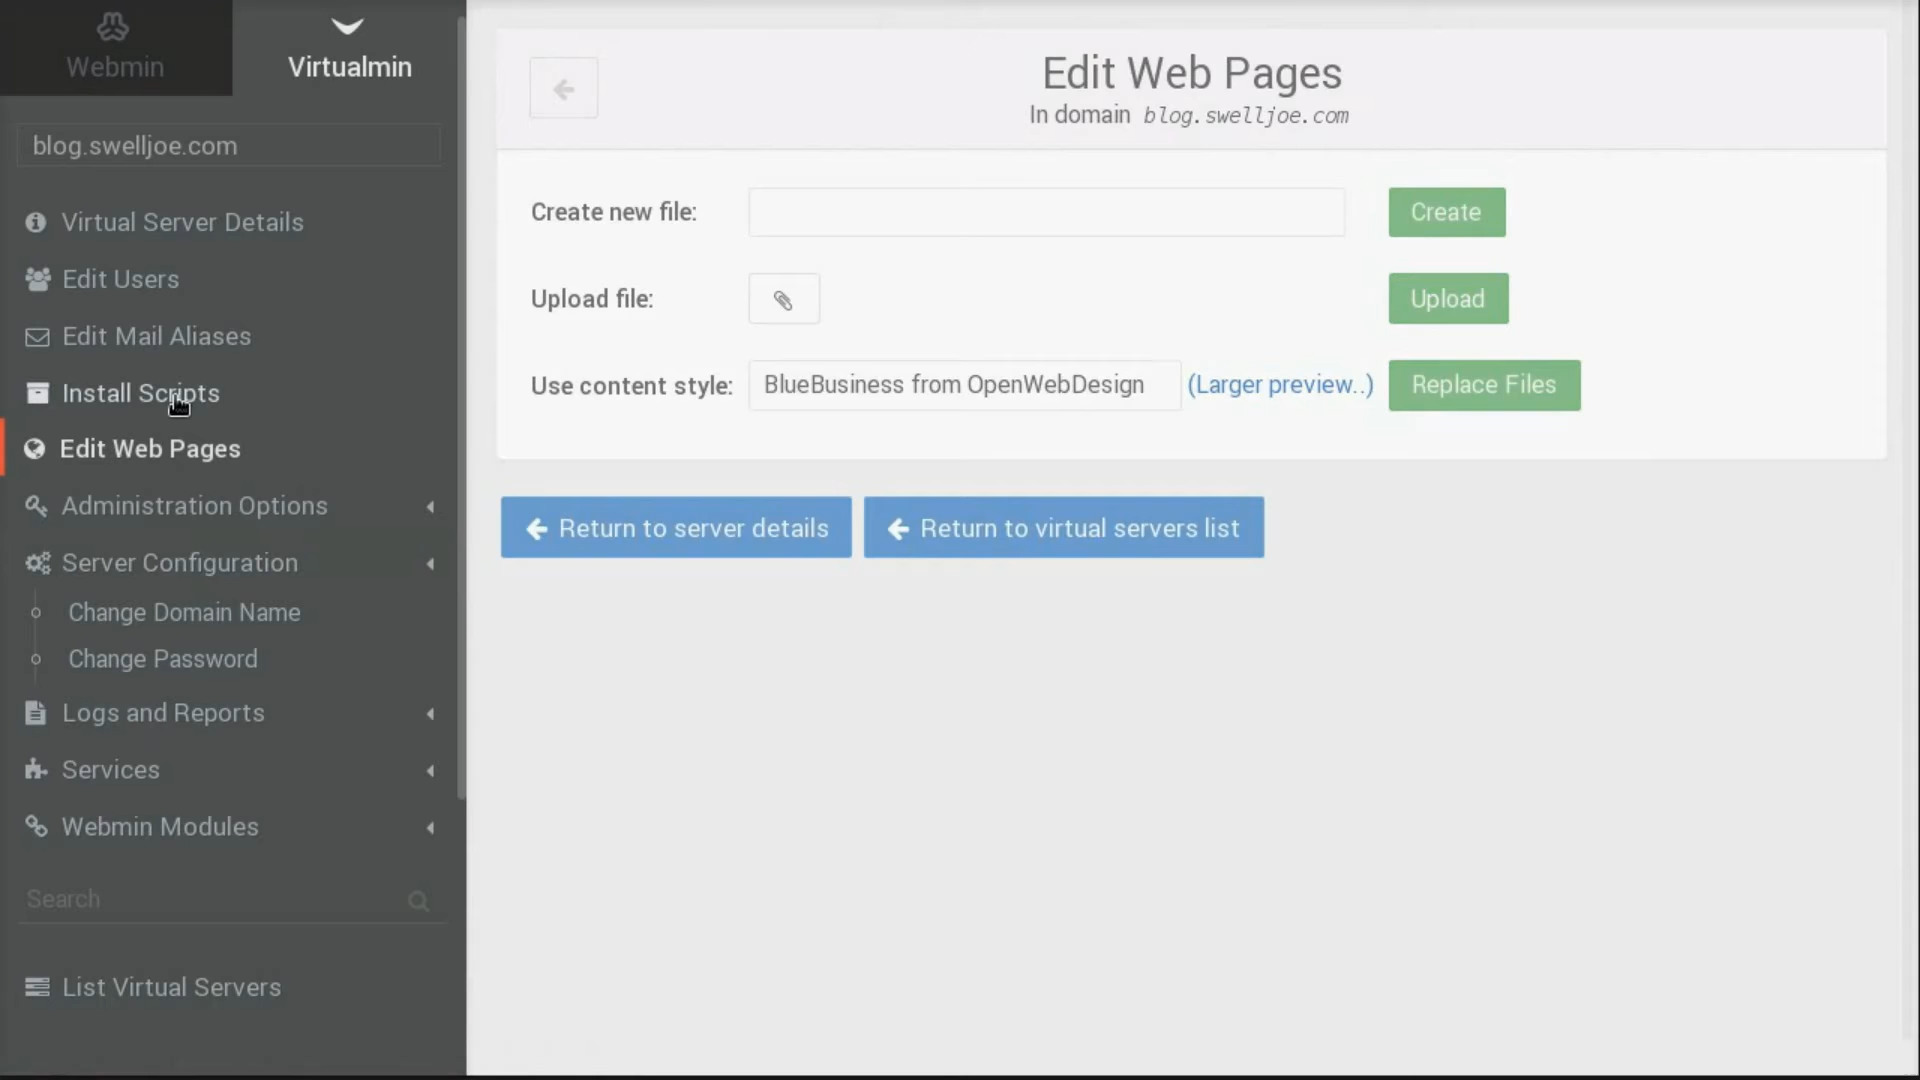 Webmin
Virtualmin
blog.swelljoe.com
Virtual Server Details
Edit Users
Edit Mail Aliases
Install Scripts
Edit Web Pages
Administration Options
Server Configuration
Change Domain Name
Change Password
Logs and Reports
Services
Webmin Modules
Search
List Virtual Servers
Edit Web Pages
In domain blog.swelljoe.com
Create new file: Create
Upload file: Upload
Use content style: BlueBusiness from OpenWebDesign (Larger preview..) Replace Files
Return to server details Return to virtual servers list